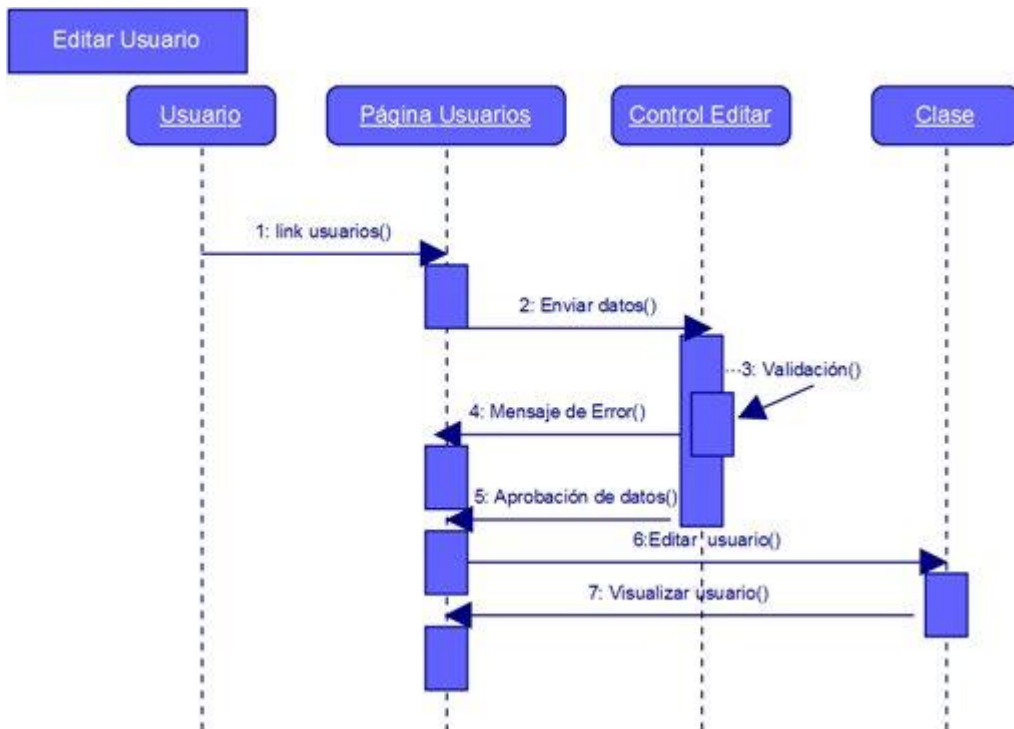 Editar Usuario
Usuario
Página Usuarios
Control Editar
Clase
1: link usuarios()
2: Enviar datos()
3: Validación()
4: Mensaje de Error()
5: Aprobación de datos()
6:Editar usuario()
7: Visualizar usuario()